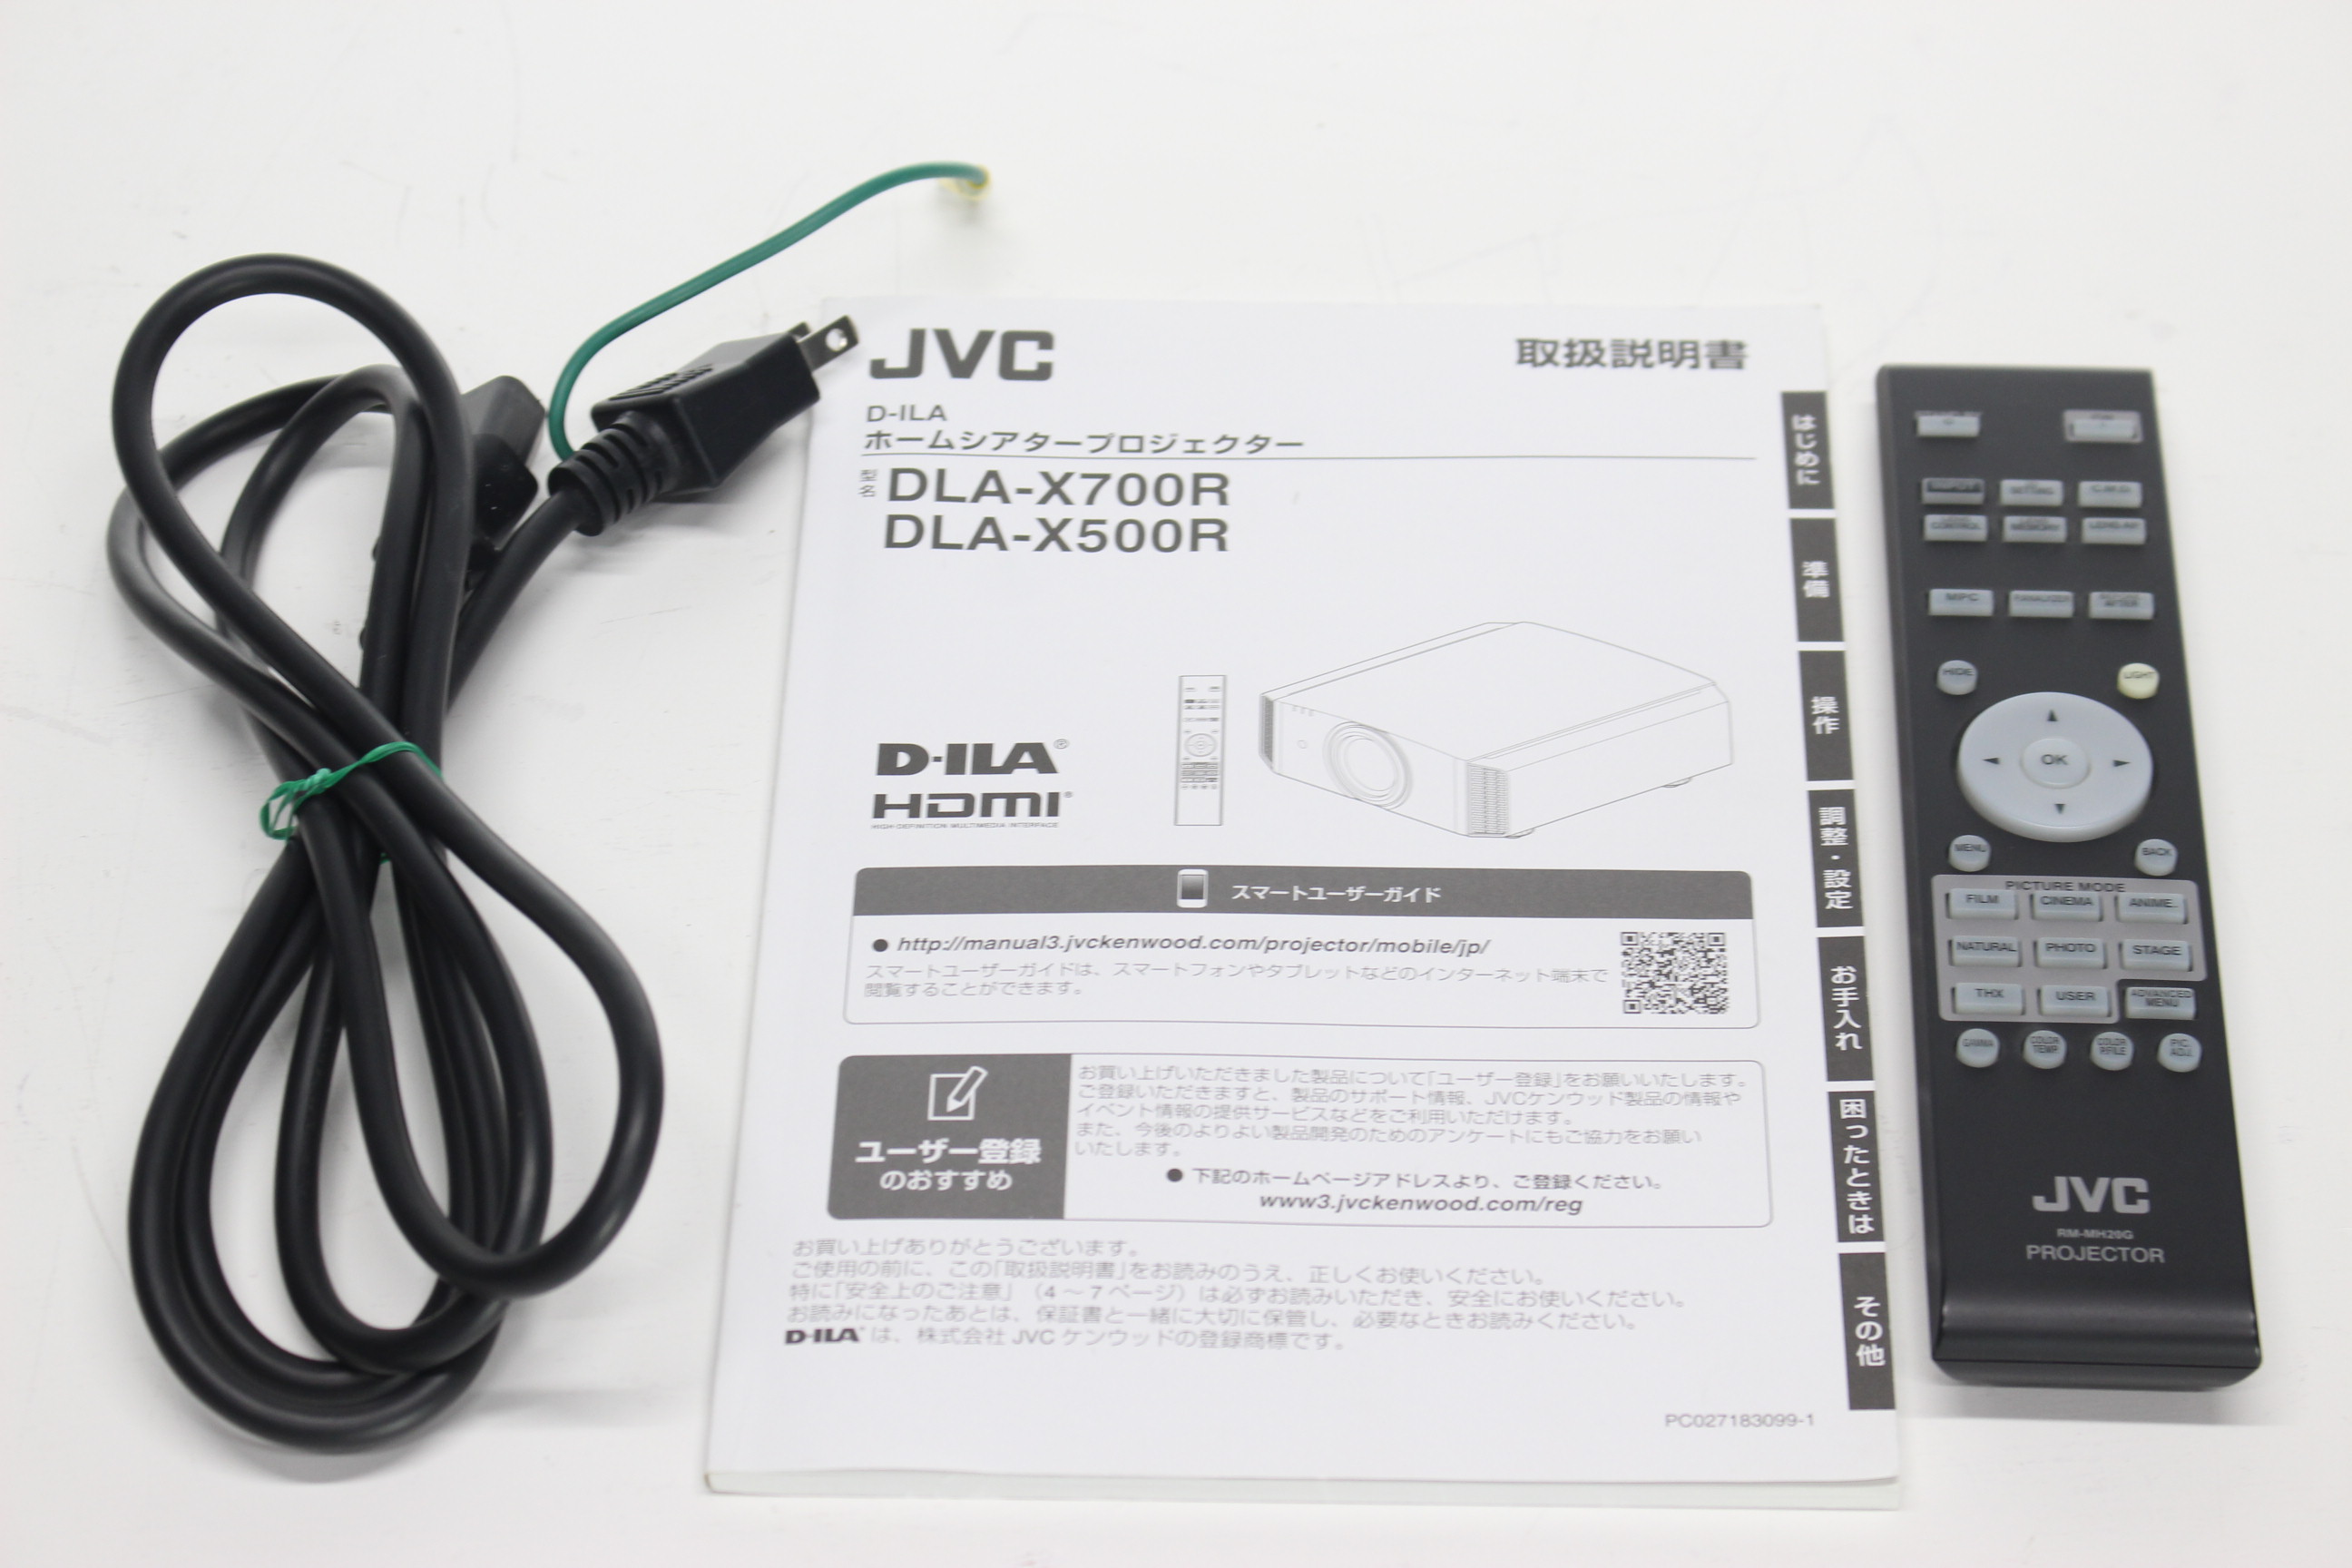 JVC
取扱説明書
D-ILA
ホームシアタープロジェクター
型名 DLA-X700R
DLA-X500R
D-ILA®
HDMI®
HIGH-DEFINITION MULTIMEDIA INTERFACE
スマートユーザーガイド
● http://manual3.jvckenwood.com/projector/mobile/jp/
スマートユーザーガイドは、スマートフォンやタブレットなどのインターネット端末で
閲覧することができます。
ユーザー登録
のおすすめ
お買い上げいただきました製品について「ユーザー登録」をお願いいたします。
ご登録いただきますと、製品のサポート情報、JVCケンウッド製品の情報や
イベント情報の提供サービスなどをご利用いただけます。
また、今後のよりよい製品開発のためのアンケートにもご協力をお願い
いたします。
● 下記のホームページアドレスより、ご登録ください。
www3.jvckenwood.com/reg
お買い上げありがとうございます。
ご使用の前に、この「取扱説明書」をお読みのうえ、正しくお使いください。
特に「安全上のご注意」（4 ～ 7 ページ）は必ずお読みいただき、安全にお使いください。
お読みになったあとは、保証書と一緒に大切に保管し、必要なときお読みください。
D-ILA® は、株式会社 JVC ケンウッドの登録商標です。
PC027183099-1
はじめに
準備
操作
調整・設定
お手入れ
困ったときは
その他
INPUT
SETTING
C.M.D.
CONTROL
MEMORY
LENS AP.
MPC
P.ANALYZER
HIDE
LIGHT
OK
MENU
BACK
PICTURE MODE
FILM
CINEMA
ANIME.
NATURAL
PHOTO
STAGE
THX
USER
ADVANCED
MENU
GAMMA
COLOR
TEMP
COLOR
P.FILE
PIC.
ADJ.
JVC
RM-MH20G
PROJECTOR